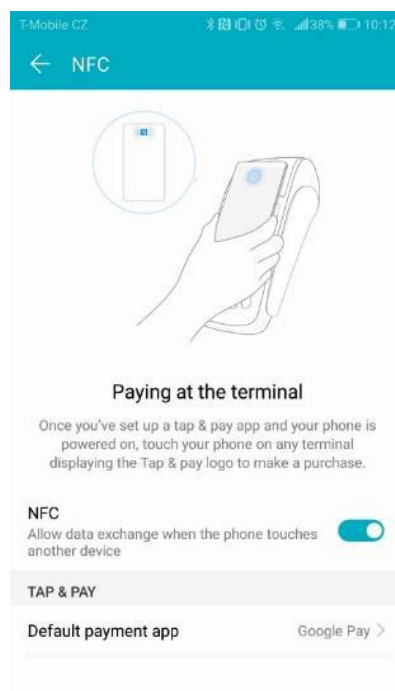 T-Mobile CZ 38% 10:12
NFC
Paying at the terminal
Once you've set up a tap & pay app and your phone is
powered on, touch your phone on any terminal
displaying the Tap & pay logo to make a purchase.
NFC
Allow data exchange when the phone touches
another device
TAP & PAY
Default payment app Google Pay